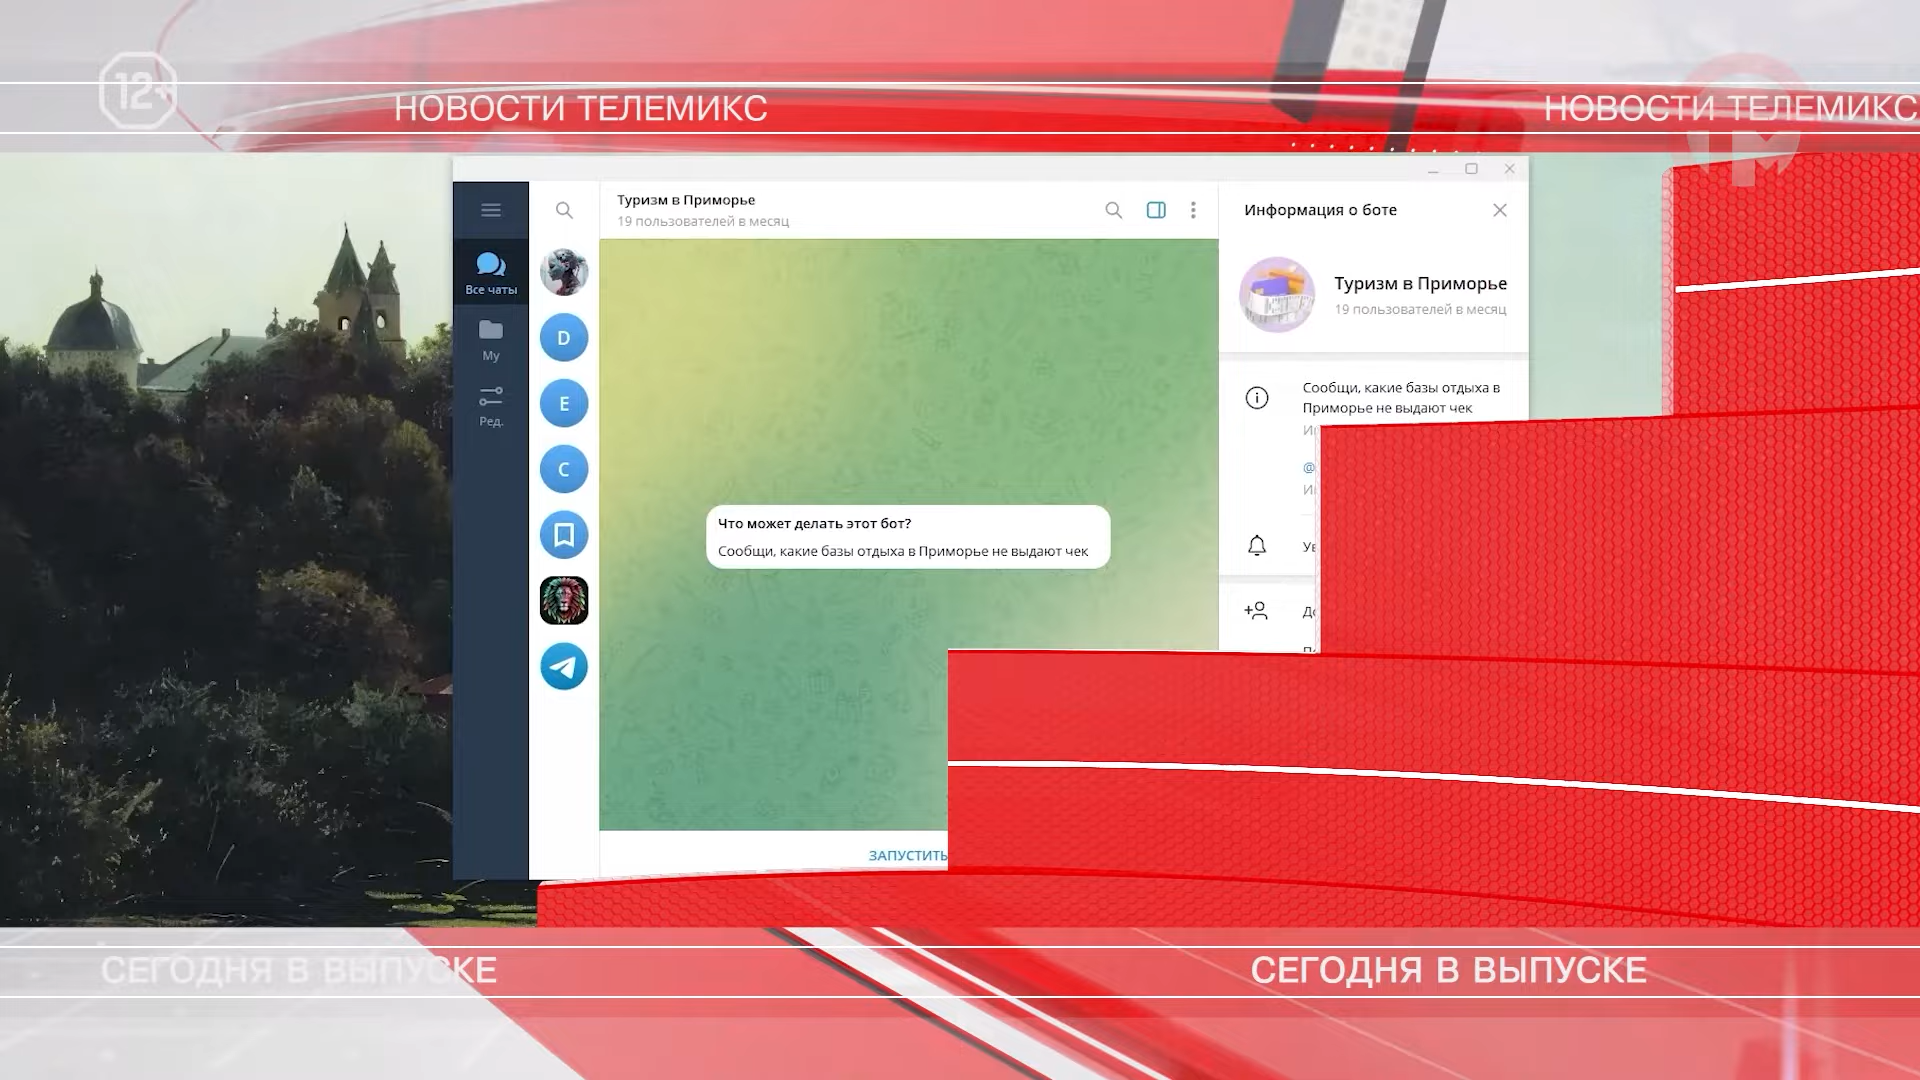 12+
НОВОСТИ ТЕЛЕМИКС
НОВОСТИ ТЕЛЕМИКС
ТМ
Туризм в Приморье
19 пользователей в месяц
Информация о боте
Все чаты
Му
Ред.
D
E
C
Туризм в Приморье
19 пользователей в месяц
Сообщи, какие базы отдыха в
Приморье не выдают чек
@
Что может делать этот бот?
Сообщи, какие базы отдыха в Приморье не выдают чек
ЗАПУСТИТЬ
СЕГОДНЯ В ВЫПУСКЕ
СЕГОДНЯ В ВЫПУСКЕ